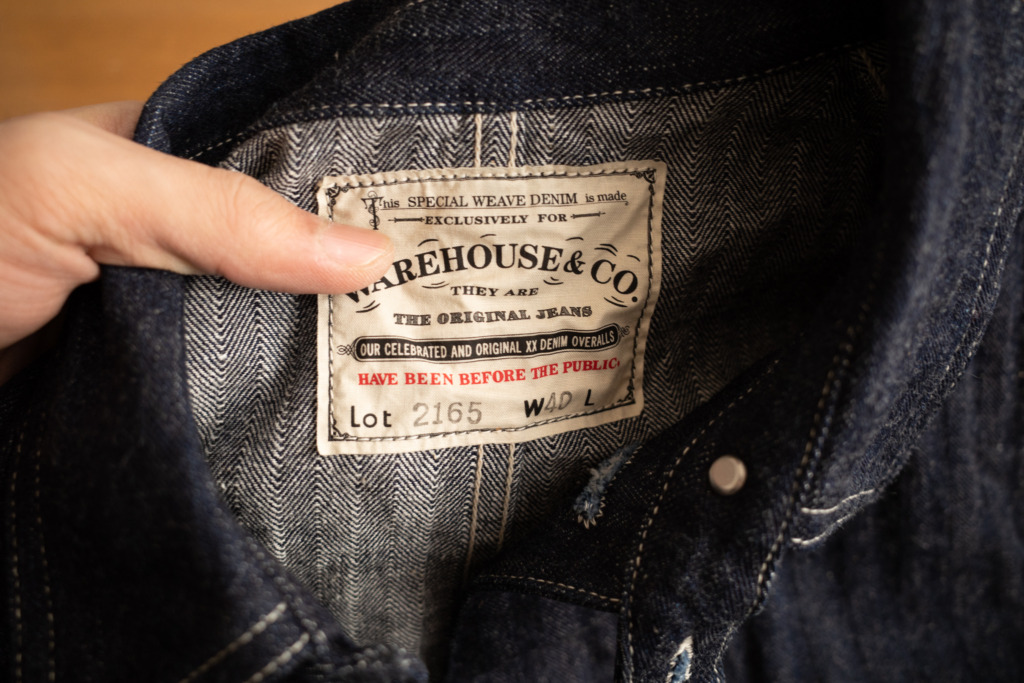 This SPECIAL WEAVE DENIM is made
EXCLUSIVELY FOR
WAREHOUSE & CO.
THEY ARE
THE ORIGINAL JEANS
OUR CELEBRATED AND ORIGINAL XX DENIM OVERALLS
HAVE BEEN BEFORE THE PUBLIC.
Lot 2165 W40 L